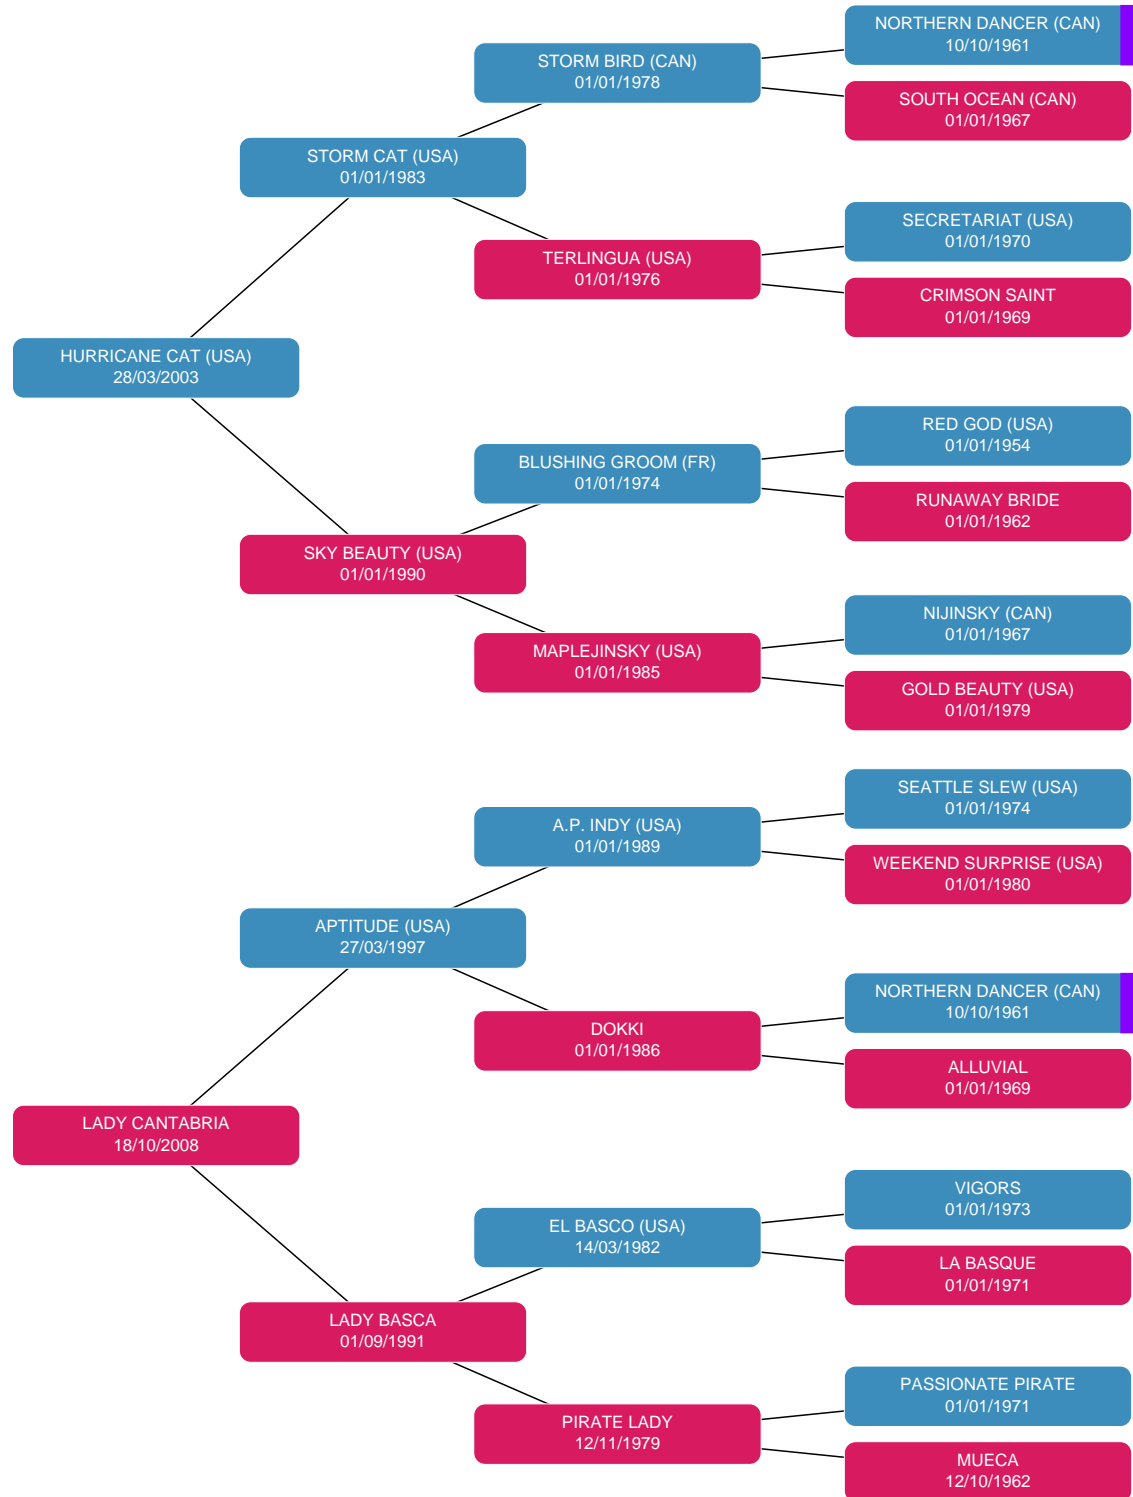 NORTHERN DANCER (CAN)
10/10/1961
STORM BIRD (CAN)
01/01/1978
SOUTH OCEAN (CAN)
01/01/1967
STORM CAT (USA)
01/01/1983
SECRETARIAT (USA)
01/01/1970
TERLINGUA (USA)
01/01/1976
CRIMSON SAINT
01/01/1969
HURRICANE CAT (USA)
28/03/2003
RED GOD (USA)
01/01/1954
BLUSHING GROOM (FR)
01/01/1974
RUNAWAY BRIDE
01/01/1962
SKY BEAUTY (USA)
01/01/1990
NIJINSKY (CAN)
01/01/1967
MAPLEJINSKY (USA)
01/01/1985
GOLD BEAUTY (USA)
01/01/1979
SEATTLE SLEW (USA)
01/01/1974
A.P. INDY (USA)
01/01/1989
WEEKEND SURPRISE (USA)
01/01/1980
APTITUDE (USA)
27/03/1997
NORTHERN DANCER (CAN)
10/10/1961
DOKKI
01/01/1986
ALLUVIAL
01/01/1969
LADY CANTABRIA
18/10/2008
VIGORS
01/01/1973
EL BASCO (USA)
14/03/1982
LA BASQUE
01/01/1971
LADY BASCA
01/09/1991
PASSIONATE PIRATE
01/01/1971
PIRATE LADY
12/11/1979
MUECA
12/10/1962